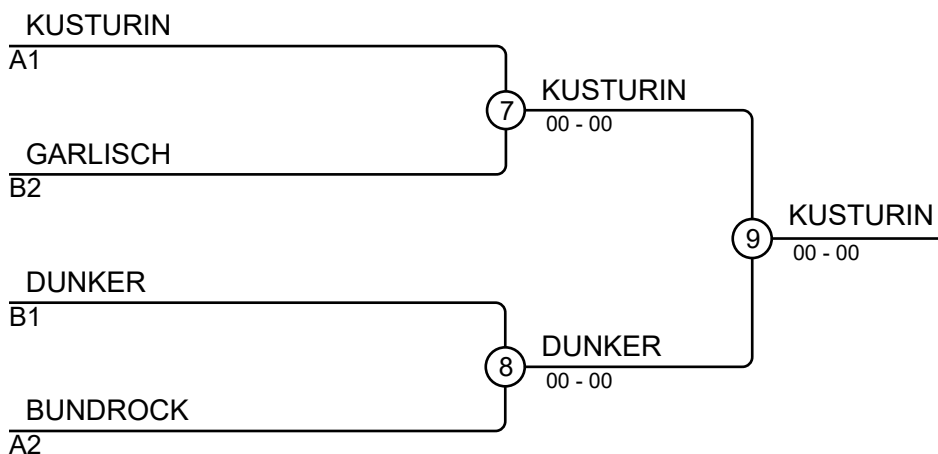 KUSTURIN
A1
7
KUSTURIN
00 - 00
GARLISCH
B2
9
KUSTURIN
00 - 00
DUNKER
B1
8
DUNKER
00 - 00
BUNDROCK
A2